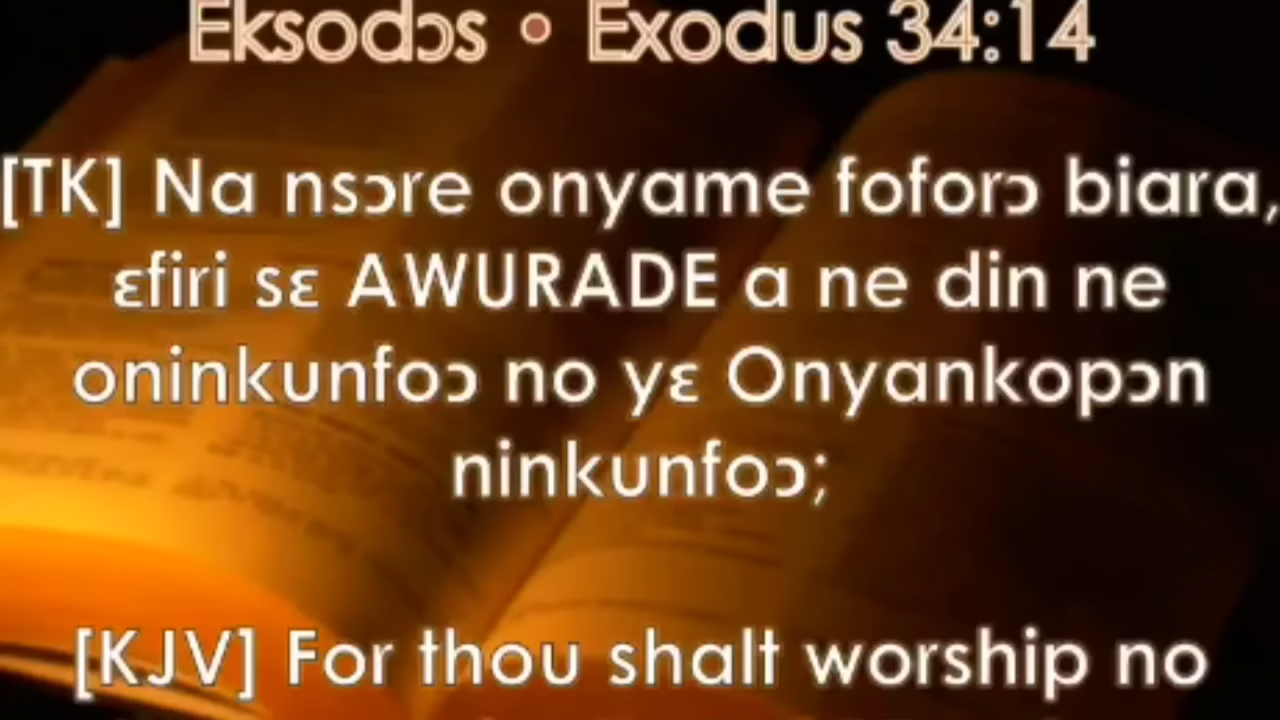 Eksodɔs • Exodus 34:14
[TK] Na nsɔre onyame foforɔ biara,
ɛfiri sɛ AWURADE a ne din ne
oninkunfoɔ no yɛ Onyankopɔn
ninkunfoɔ;
[KJV] For thou shalt worship no